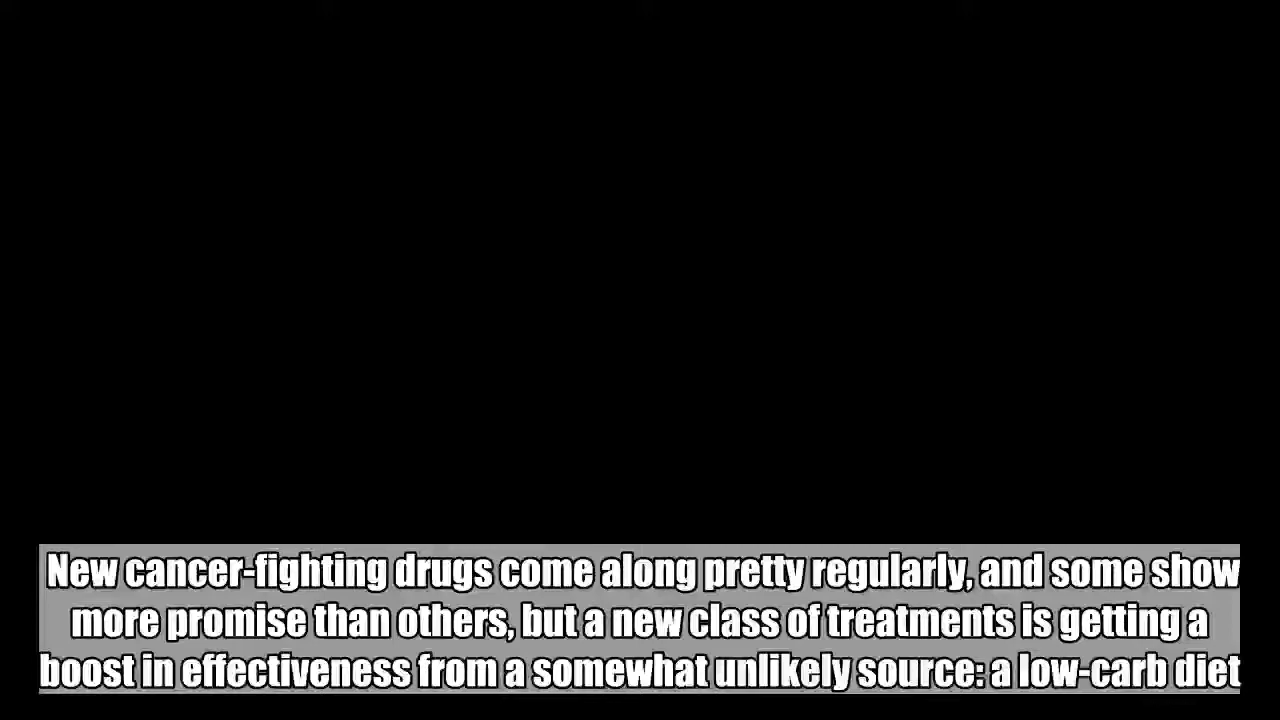 New cancer-fighting drugs come along pretty regularly, and some show
more promise than others, but a new class of treatments is getting a
boost in effectiveness from a somewhat unlikely source: a low-carb diet